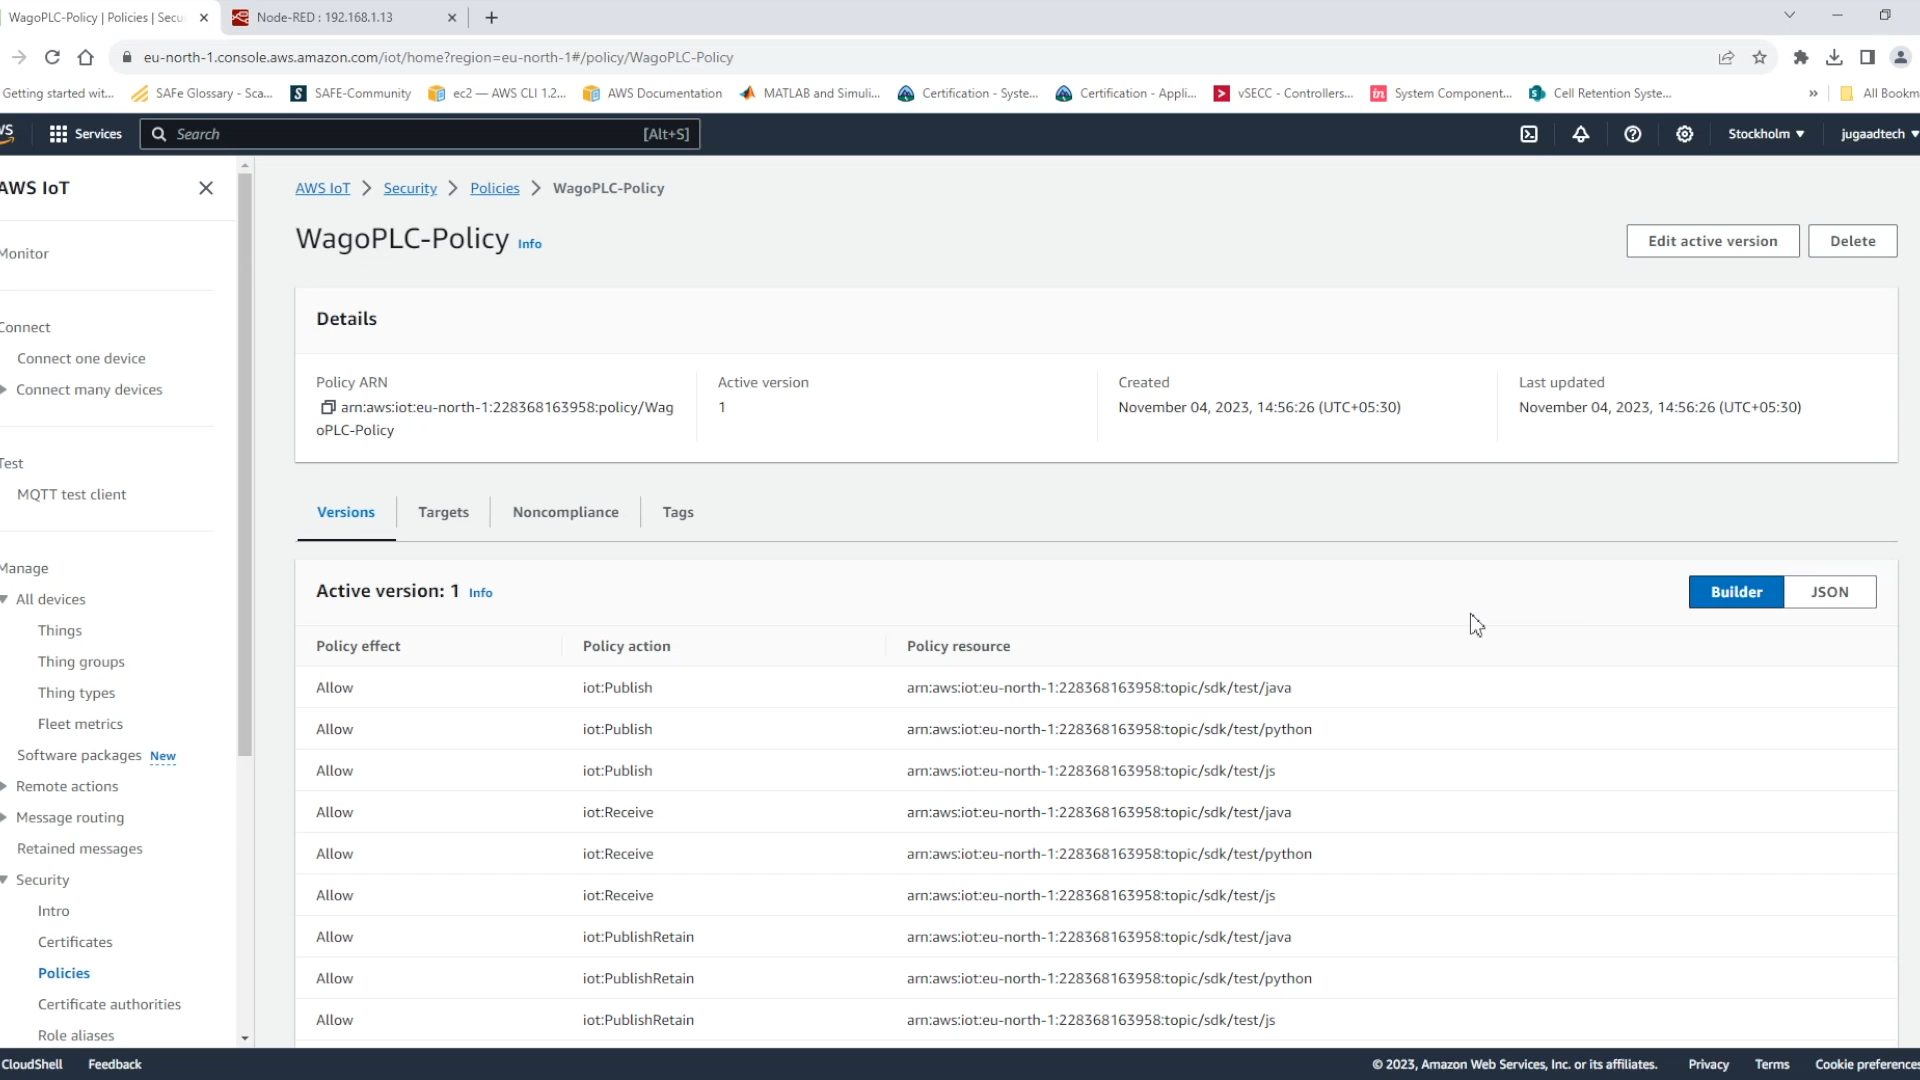 WagoPLC-Policy | Policies | Secu
Node-RED : 192.168.1.13
eu-north-1.console.aws.amazon.com/iot/home?region=eu-north-1#/policy/WagoPLC-Policy
Getting started wit...
SAFe Glossary - Sca...
SAFE-Community
ec2 — AWS CLI 1.2...
AWS Documentation
MATLAB and Simuli...
Certification - Syste...
Certification - Appli...
vSECC - Controllers...
System Component...
Cell Retention Syste...
»
All Bookm
Services
Search
[Alt+S]
Stockholm
jugaadtech
AWS IoT
Monitor
Connect
Connect one device
Connect many devices
Test
MQTT test client
Manage
All devices
Things
Thing groups
Thing types
Fleet metrics
Software packages New
Remote actions
Message routing
Retained messages
Security
Intro
Certificates
Policies
Certificate authorities
Role aliases
AWS IoT > Security > Policies > WagoPLC-Policy
WagoPLC-Policy Info
Edit active version
Delete
Details
Policy ARN
arn:aws:iot:eu-north-1:228368163958:policy/Wag
oPLC-Policy
Active version
1
Created
November 04, 2023, 14:56:26 (UTC+05:30)
Last updated
November 04, 2023, 14:56:26 (UTC+05:30)
Versions
Targets
Noncompliance
Tags
Active version: 1 Info
Builder
JSON
Policy effect Policy action Policy resource
Allow iot:Publish arn:aws:iot:eu-north-1:228368163958:topic/sdk/test/java
Allow iot:Publish arn:aws:iot:eu-north-1:228368163958:topic/sdk/test/python
Allow iot:Publish arn:aws:iot:eu-north-1:228368163958:topic/sdk/test/js
Allow iot:Receive arn:aws:iot:eu-north-1:228368163958:topic/sdk/test/java
Allow iot:Receive arn:aws:iot:eu-north-1:228368163958:topic/sdk/test/python
Allow iot:Receive arn:aws:iot:eu-north-1:228368163958:topic/sdk/test/js
Allow iot:PublishRetain arn:aws:iot:eu-north-1:228368163958:topic/sdk/test/java
Allow iot:PublishRetain arn:aws:iot:eu-north-1:228368163958:topic/sdk/test/python
Allow iot:PublishRetain arn:aws:iot:eu-north-1:228368163958:topic/sdk/test/js
CloudShell
Feedback
© 2023, Amazon Web Services, Inc. or its affiliates.
Privacy
Terms
Cookie preferences